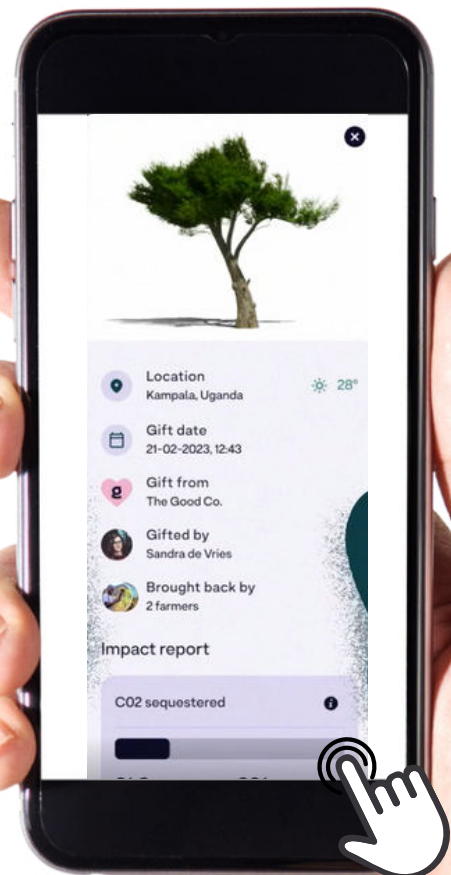 Location
Kampala, Uganda
28°
Gift date
21-02-2023, 12:43
g
Gift from
The Good Co.
Gifted by
Sandra de Vries
Brought back by
2 farmers
Impact report
C02 sequestered